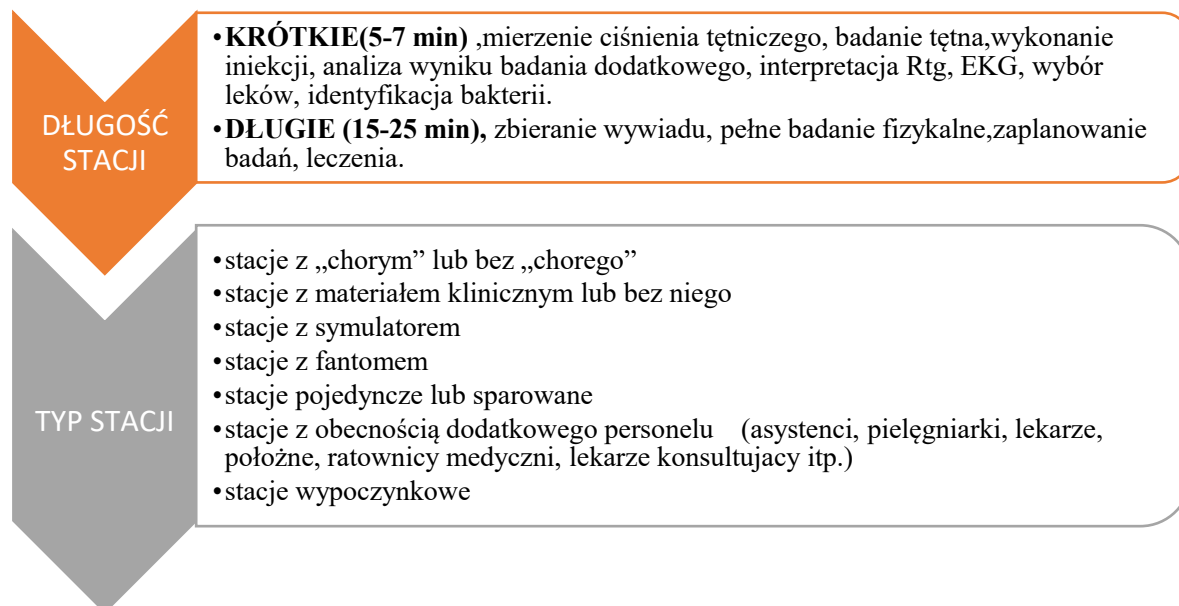 DŁUGOŚĆ
STACJI
•KRÓTKIE(5-7 min) ,mierzenie ciśnienia tętniczego, badanie tętna,wykonanie
iniekcji, analiza wyniku badania dodatkowego, interpretacja Rtg, EKG, wybór
leków, identyfikacja bakterii.
•DŁUGIE (15-25 min), zbieranie wywiadu, pełne badanie fizykalne,zaplanowanie
badań, leczenia.
TYP STACJI
•stacje z „chorym” lub bez „chorego”
•stacje z materiałem klinicznym lub bez niego
•stacje z symulatorem
•stacje z fantomem
•stacje pojedyncze lub sparowane
•stacje z obecnością dodatkowego personelu (asystenci, pielęgniarki, lekarze,
położne, ratownicy medyczni, lekarze konsultujacy itp.)
•stacje wypoczynkowe